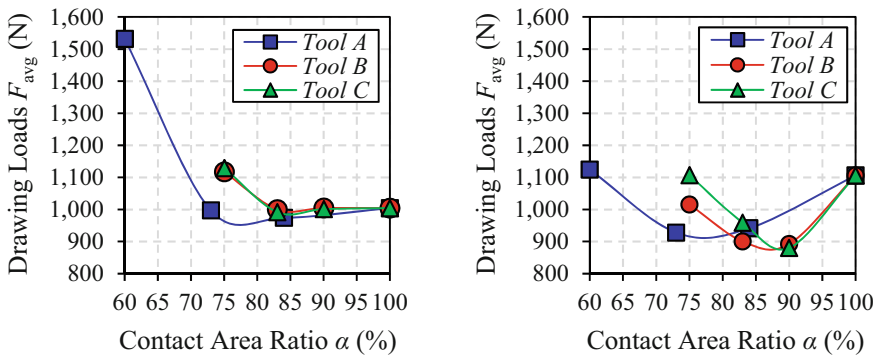 1,600
1,500
1,400
1,300
1,200
1,100
1,000
900
800
Drawing Loads F_avg (N)
Tool A
Tool B
Tool C
60 65 70 75 80 85 90 95 100
Contact Area Ratio α (%)
1,600
1,500
1,400
1,300
1,200
1,100
1,000
900
800
Drawing Loads F_avg (N)
Tool A
Tool B
Tool C
60 65 70 75 80 85 90 95 100
Contact Area Ratio α (%)